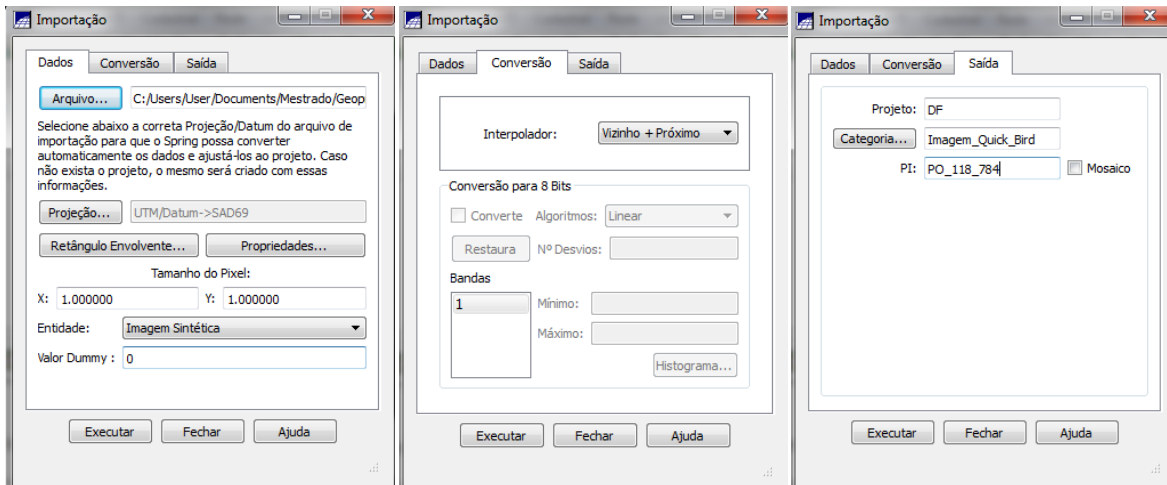 Importação
Dados Conversão Saída
Arquivo... C:/Users/User/Documents/Mestrado/Geop
Selecione abaixo a correta Projeção/Datum do arquivo de
importação para que o Spring possa converter
automaticamente os dados e ajustá-los ao projeto. Caso
não exista o projeto, o mesmo será criado com essas
informações.
Projeção... UTM/Datum->SAD69
Retângulo Envolvente... Propriedades...
Tamanho do Pixel:
X: 1.000000 Y: 1.000000
Entidade: Imagem Sintética
Valor Dummy : 0
Executar Fechar Ajuda
Importação
Dados Conversão Saída
Interpolador: Vizinho + Próximo
Conversão para 8 Bits
Converte Algoritmos: Linear
Restaura Nº Desvios:
Bandas
1 Mínimo:
Máximo:
Histograma...
Executar Fechar Ajuda
Importação
Dados Conversão Saída
Projeto: DF
Categoria... Imagem_Quick_Bird
PI: PO_118_784 Mosaico
Executar Fechar Ajuda